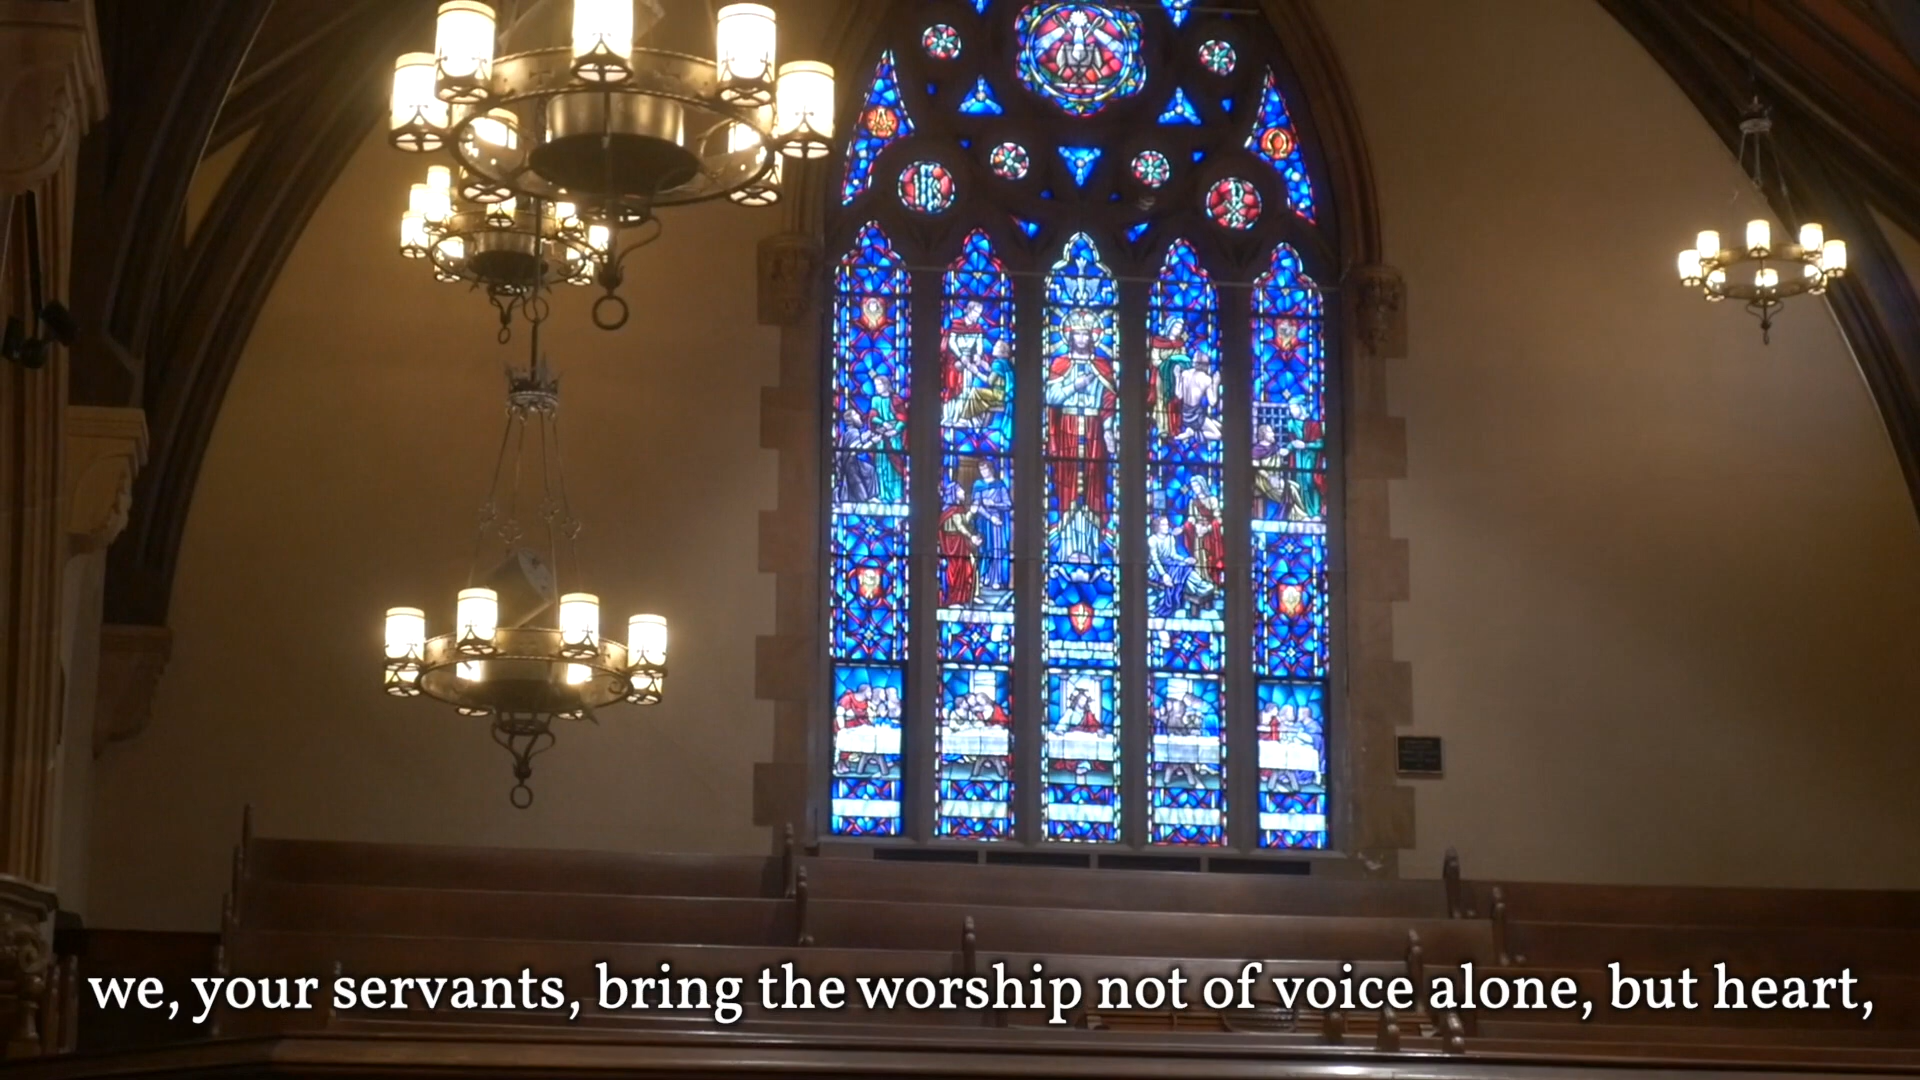 we, your servants, bring the worship not of voice alone, but heart,